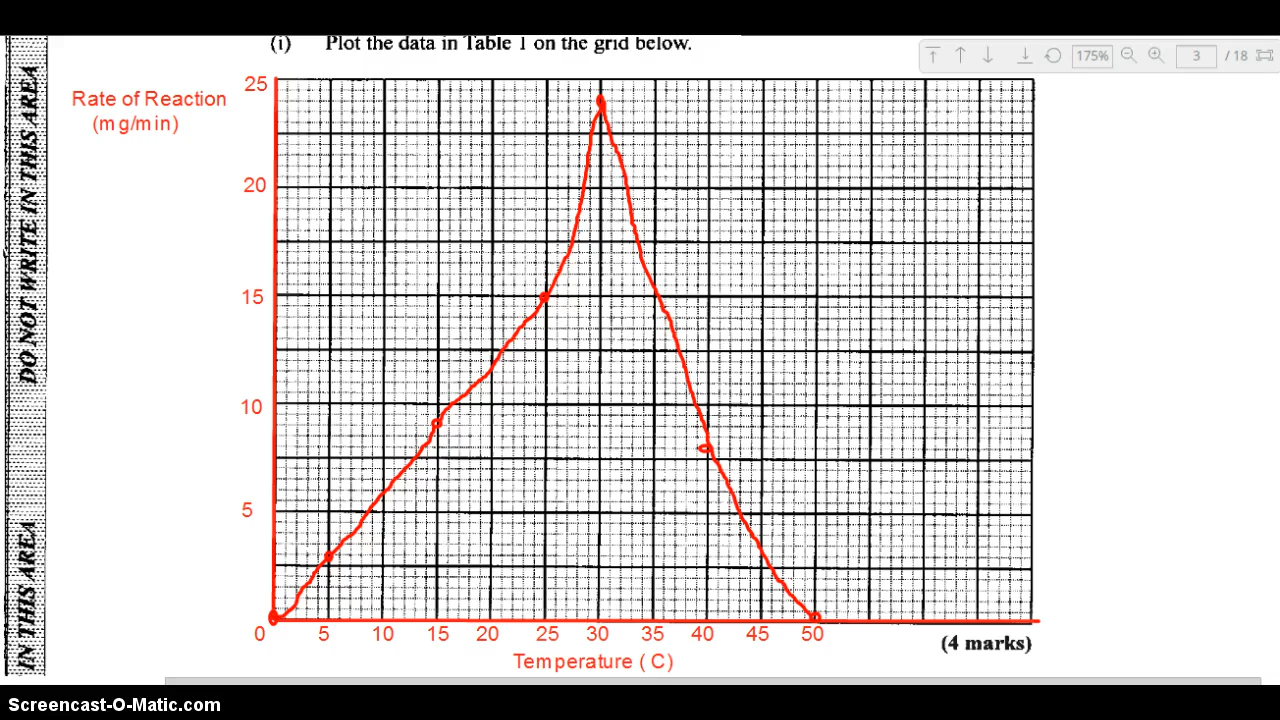 (i) Plot the data in Table 1 on the grid below.
175%
3 / 18
DO NOT WRITE IN THIS AREA
IN THIS AREA
Rate of Reaction
(mg/min)
25
20
15
10
5
0 5 10 15 20 25 30 35 40 45 50
Temperature ( C)
(4 marks)
Screencast-O-Matic.com